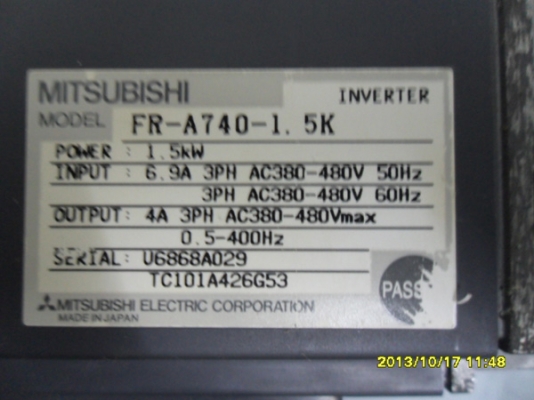 MITSUBISHI
INVERTER
MODEL FR-A740-1.5K
POWER : 1.5kW
INPUT : 6.9A 3PH AC380-480V 50Hz
3PH AC380-480V 60Hz
OUTPUT: 4A 3PH AC380-480Vmax
0.5-400Hz
SERIAL: U6868A029
TC101A426G53
PASS
MITSUBISHI ELECTRIC CORPORATION
MADE IN JAPAN
2013/10/17 11:48